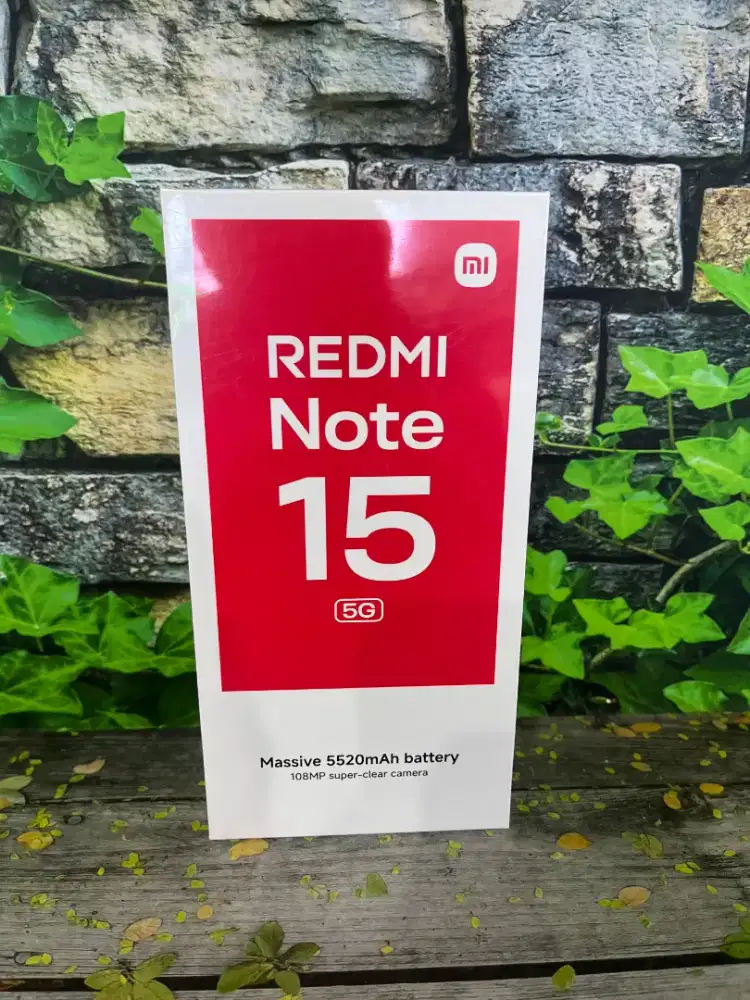 mi
REDMI
Note
15
5G
Massive 5520mAh battery
108MP super-clear camera